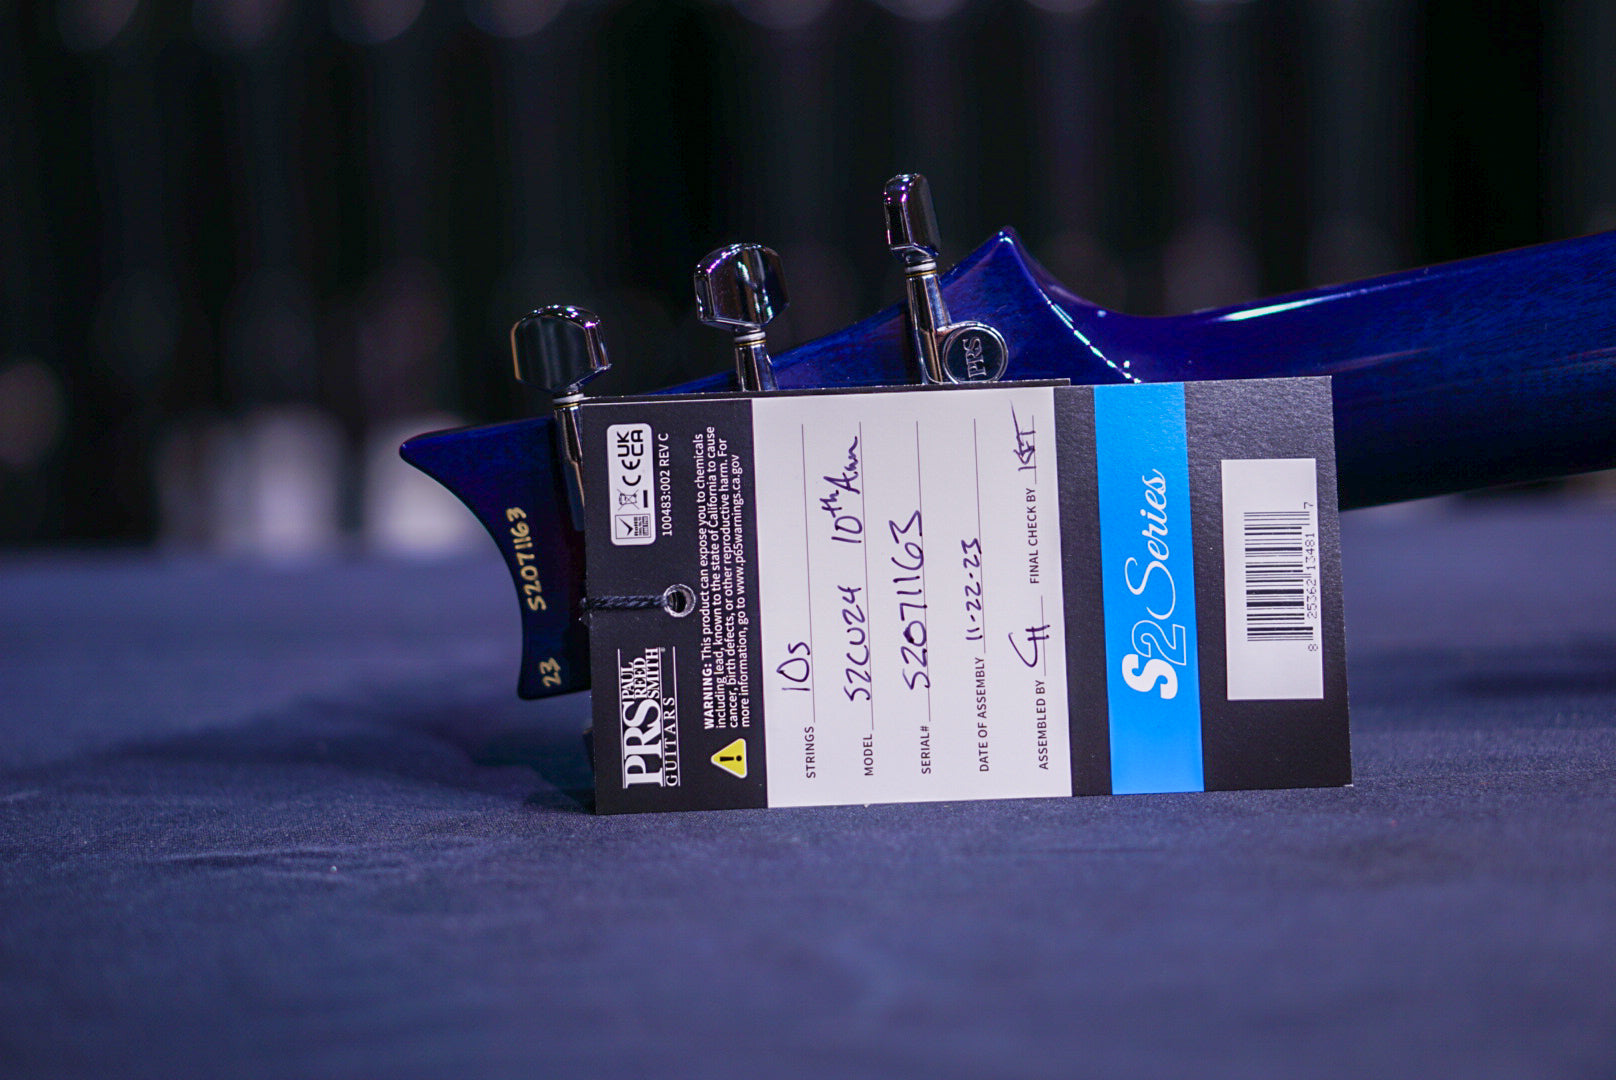 PRS
23 S2071163
PRS PAUL
REED
SMITH
GUITARS
UK
CA
CE
100483:002 REV C
WARNING: This product can expose you to chemicals
including lead, known to the state of California to cause
cancer, birth defects, or other reproductive harm. For
more information, go to www.p65warnings.ca.gov
STRINGS 10s
MODEL S2CU24 10th Ann
SERIAL# S2071163
DATE OF ASSEMBLY 11-22-23
ASSEMBLED BY CH FINAL CHECK BY
S2 Series
8 25362 13481 7